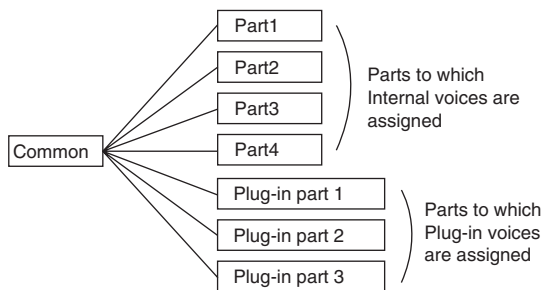 Part1
Part2
Part3
Part4
Parts to which
Internal voices are
assigned
Common
Plug-in part 1
Plug-in part 2
Plug-in part 3
Parts to which
Plug-in voices
are assigned